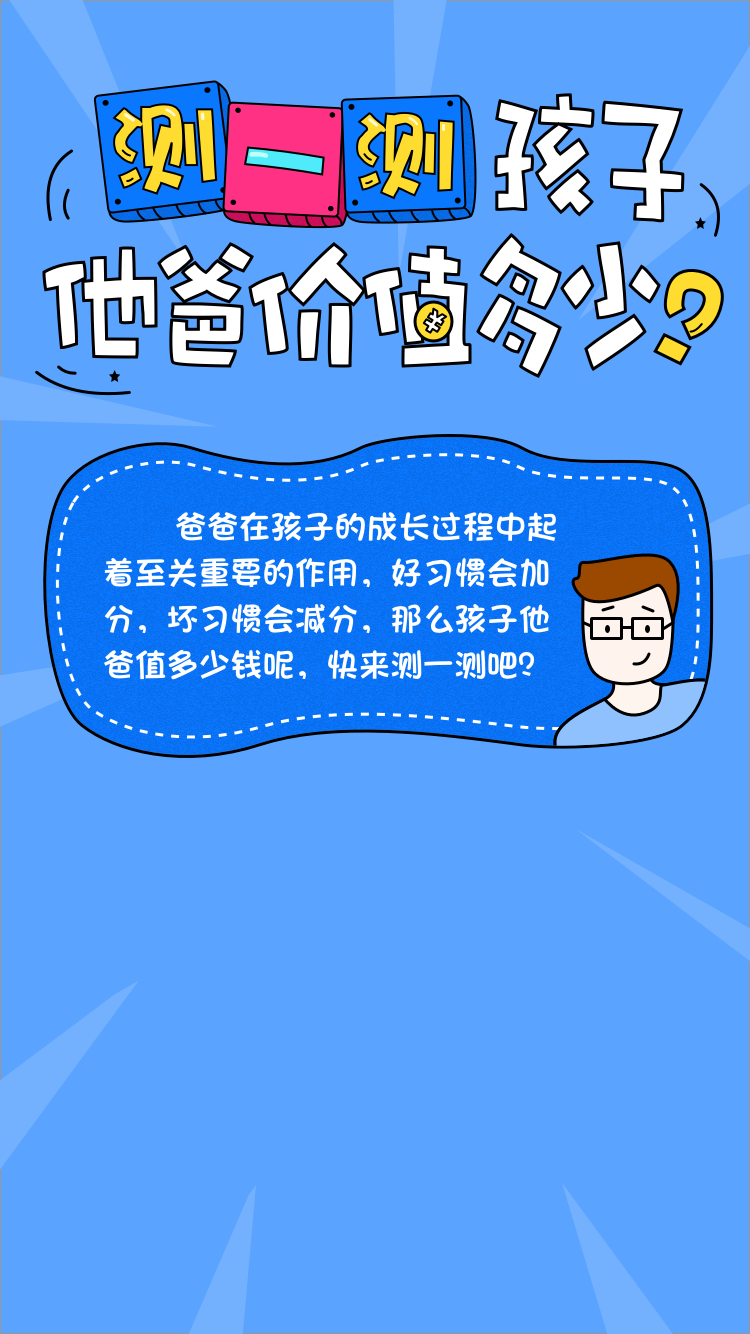 测一测孩子
他爸价值多少?
爸爸在孩子的成长过程中起
着至关重要的作用，好习惯会加
分，坏习惯会减分，那么孩子他
爸值多少钱呢，快来测一测吧?